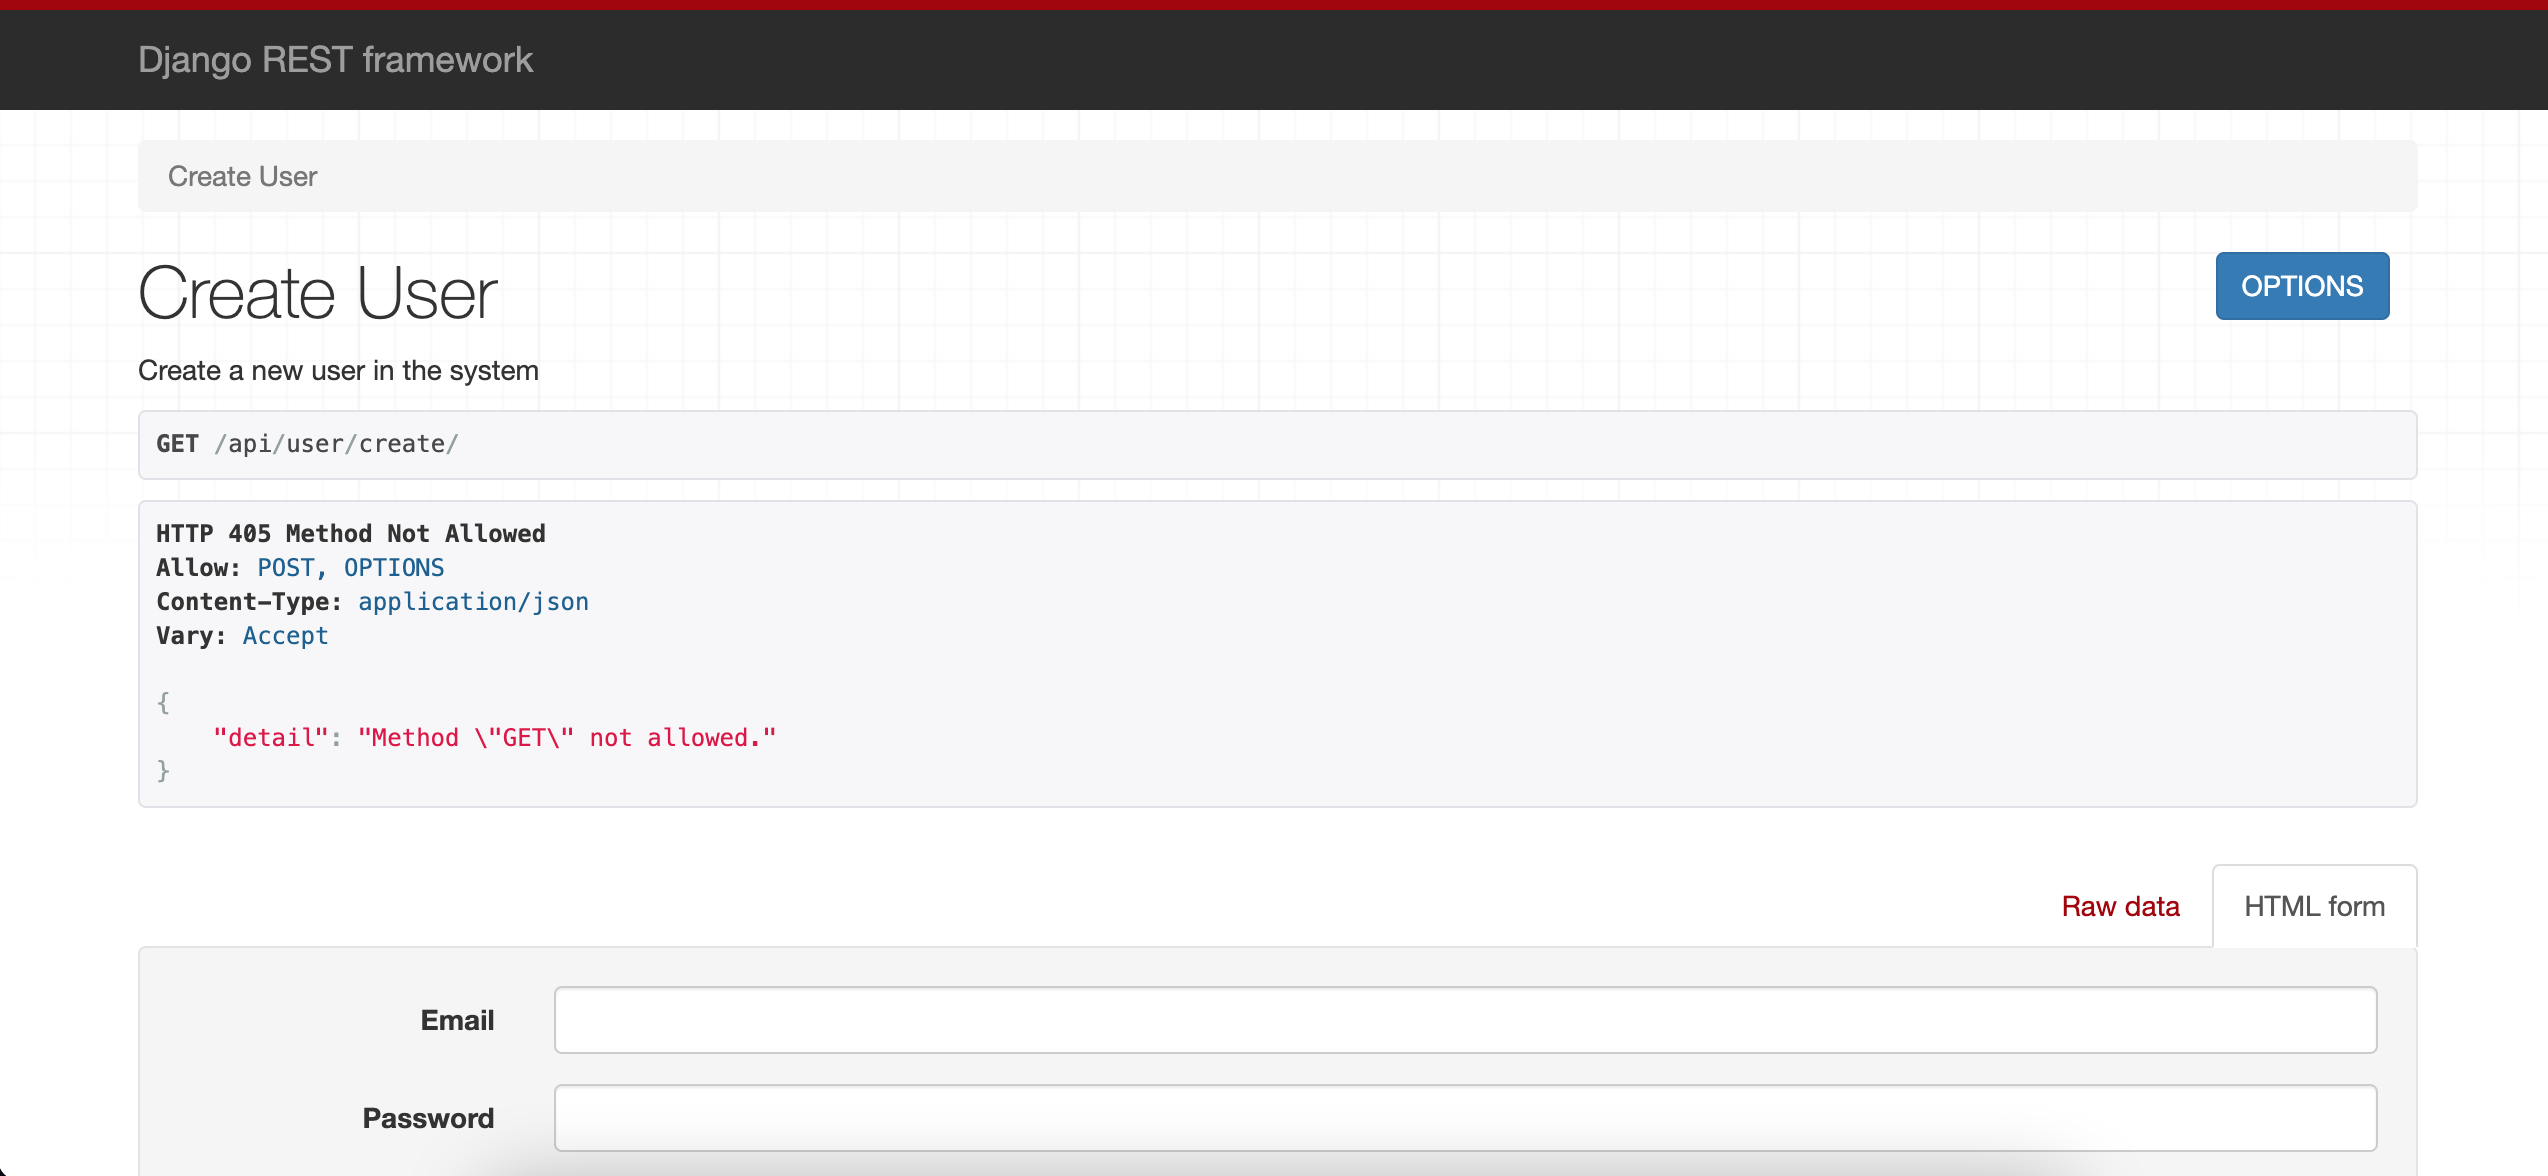 Django REST framework
Create User
Create User
OPTIONS
Create a new user in the system
GET /api/user/create/
HTTP 405 Method Not Allowed
Allow: POST, OPTIONS
Content-Type: application/json
Vary: Accept
{
    "detail": "Method \"GET\" not allowed."
}
Raw data
HTML form
Email
Password